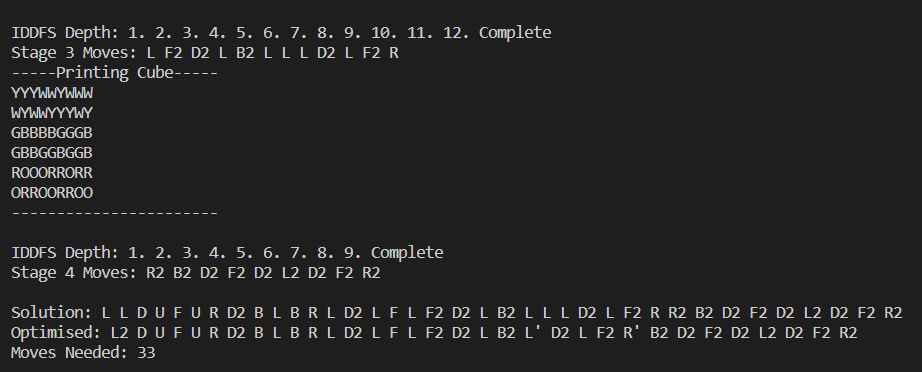 IDDFS Depth: 1. 2. 3. 4. 5. 6. 7. 8. 9. 10. 11. 12. Complete
Stage 3 Moves: L F2 D2 L B2 L L L D2 L F2 R
-----Printing Cube-----
YYYWWYWWW
WYWWYYYWY
GBBBBGGGB
GBBGGBGGB
ROOORRORR
ORROORROO
-----------------------
IDDFS Depth: 1. 2. 3. 4. 5. 6. 7. 8. 9. Complete
Stage 4 Moves: R2 B2 D2 F2 D2 L2 D2 F2 R2
Solution: L L D U F U R D2 B L B R L D2 L F L F2 D2 L B2 L L L D2 L F2 R R2 B2 D2 F2 D2 L2 D2 F2 R2
Optimised: L2 D U F U R D2 B L B R L D2 L F L F2 D2 L B2 L' D2 L F2 R' B2 D2 F2 D2 L2 D2 F2 R2
Moves Needed: 33